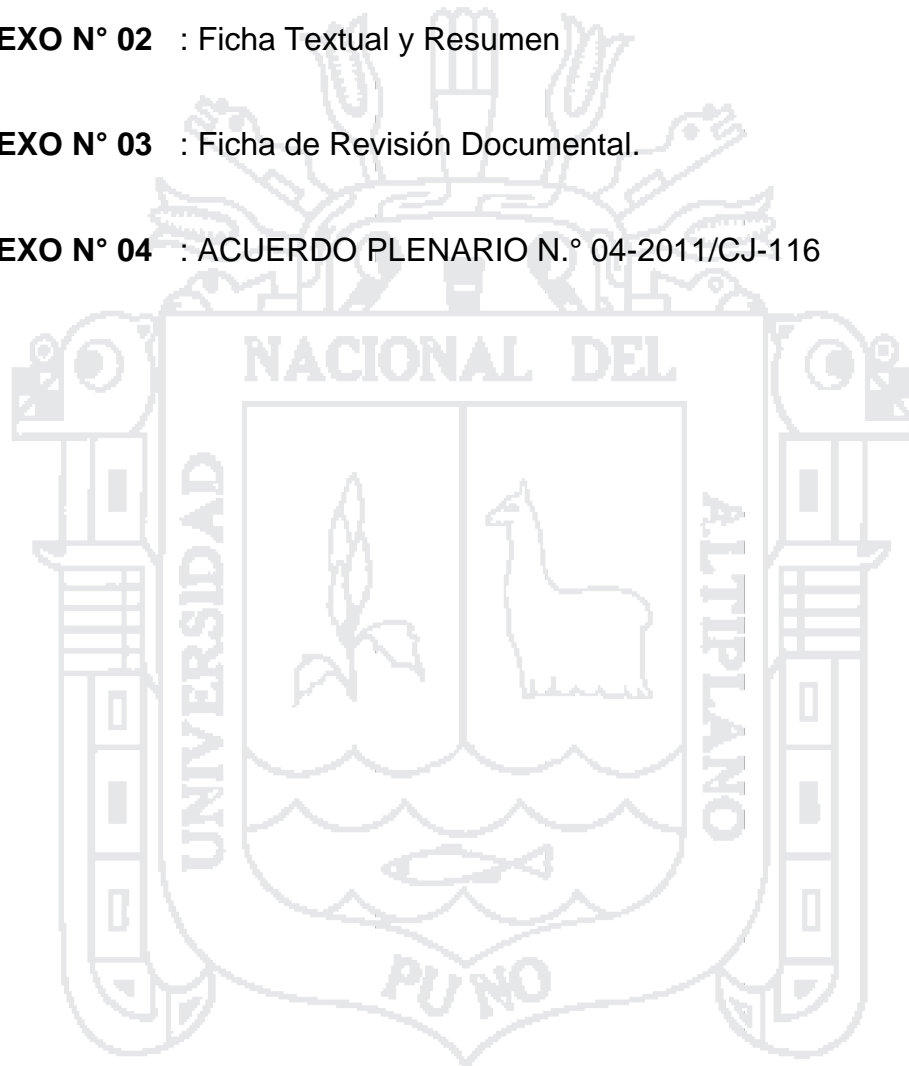 EXO N° 02 : Ficha Textual y Resumen
EXO N° 03 : Ficha de Revisión Documental.
EXO N° 04 : ACUERDO PLENARIO N.° 04-2011/CJ-116
NACIONAL DEL
UNIVERSIDAD
ALTIPLANO
PUNO